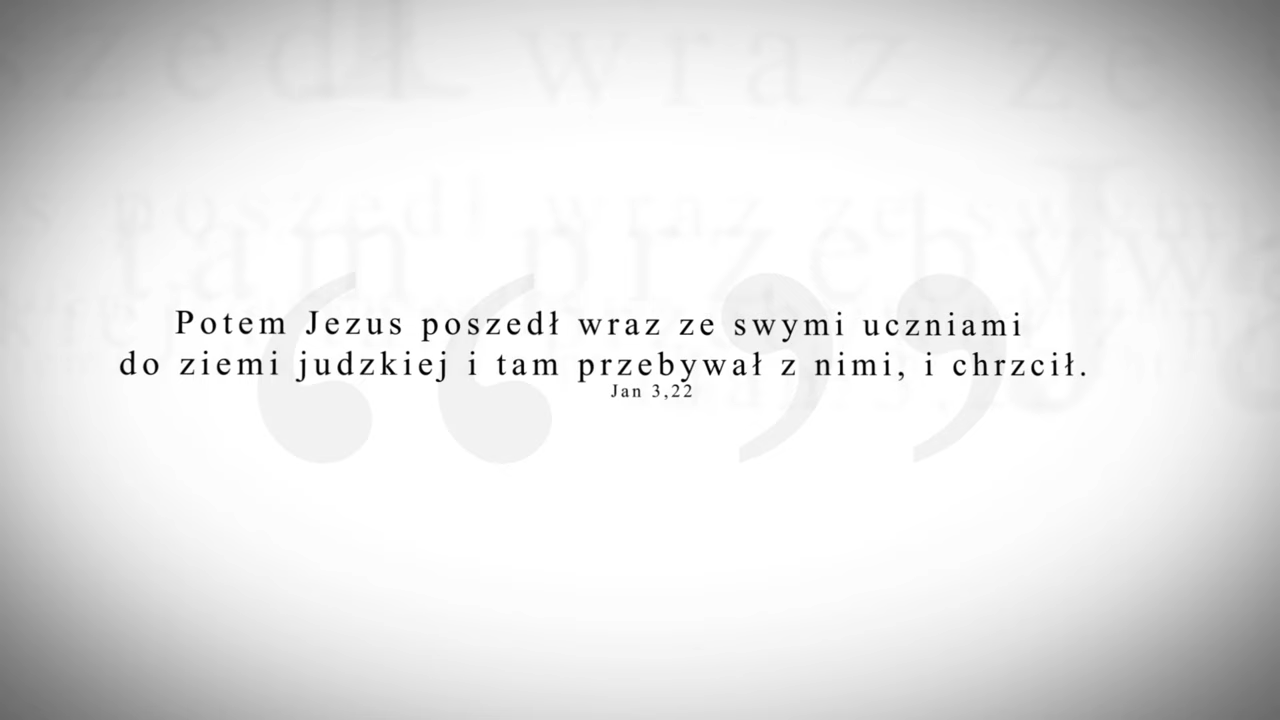 Potem Jezus poszedł wraz ze swymi uczniami
do ziemi judzkiej i tam przebywał z nimi, i chrzcił.
Jan 3,22